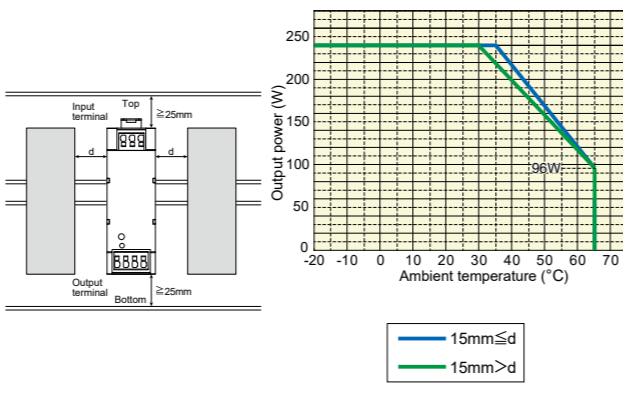 Input
terminal
Top
≧25mm
d
d
Output
terminal
Bottom
≧25mm
Output power (W)
250
200
150
100
50
0
96W
-20 -10 0 10 20 30 40 50 60 70
Ambient temperature (°C)
15mm≦d
15mm>d